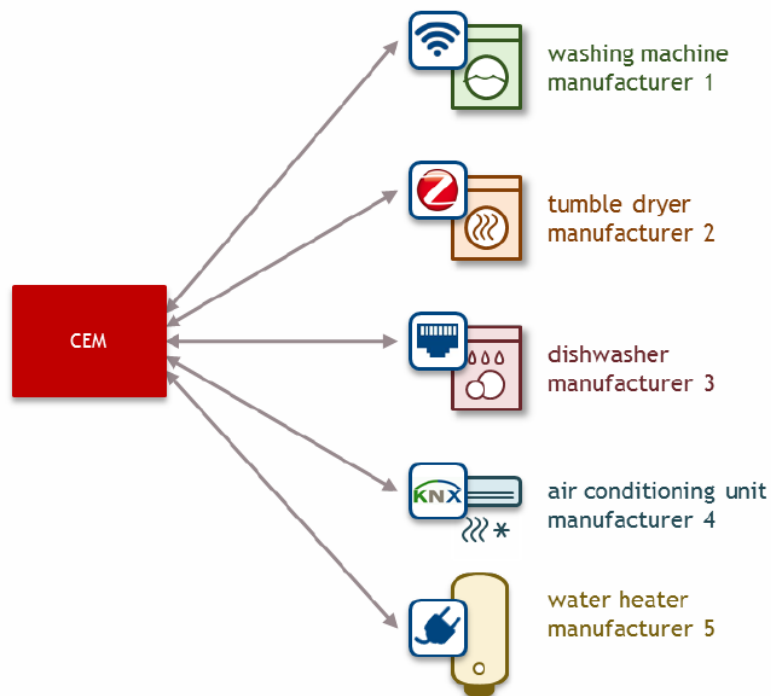 washing machine
manufacturer 1
Z
tumble dryer
manufacturer 2
CEM
dishwasher
manufacturer 3
KNX
air conditioning unit
manufacturer 4
water heater
manufacturer 5